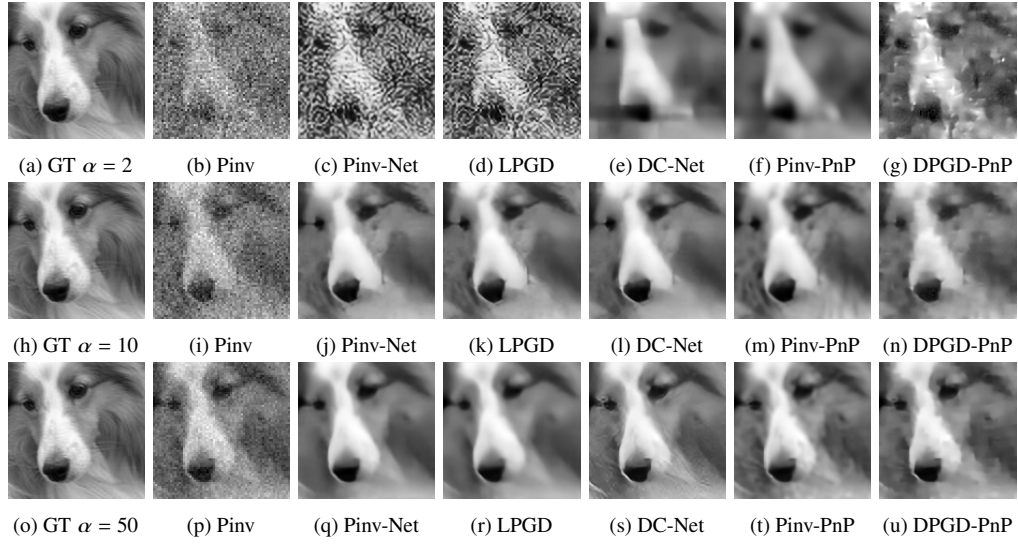 (a) GT α = 2 (b) Pinv (c) Pinv-Net (d) LPGD (e) DC-Net (f) Pinv-PnP (g) DPGD-PnP
(h) GT α = 10 (i) Pinv (j) Pinv-Net (k) LPGD (l) DC-Net (m) Pinv-PnP (n) DPGD-PnP
(o) GT α = 50 (p) Pinv (q) Pinv-Net (r) LPGD (s) DC-Net (t) Pinv-PnP (u) DPGD-PnP